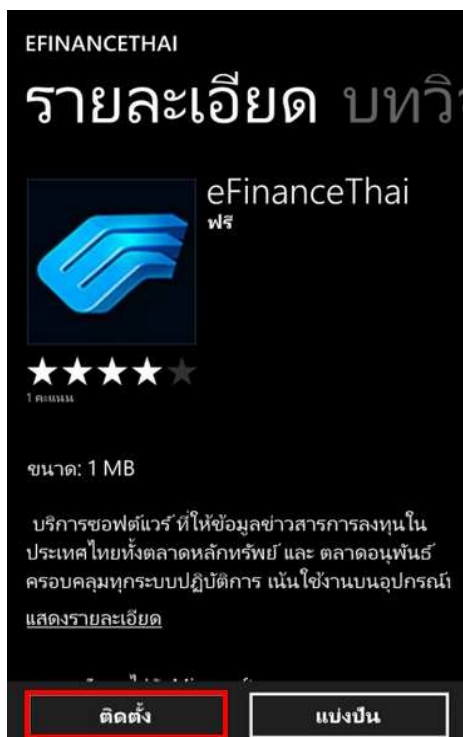 EFINANCETHAI
รายละเอียด บทวิ
eFinanceThai
ฟรี
1 คะแนน
ขนาด: 1 MB
บริการซอฟต์แวร์ ที่ให้ข้อมูลข่าวสารการลงทุนใน
ประเทศไทยทั้งตลาดหลักทรัพย์ และ ตลาดอนุพันธ์
ครอบคลุมทุกระบบปฏิบัติการ เน้นใช้งานบนอุปกรณ์
แสดงรายละเอียด
ติดตั้ง
แบ่งปัน